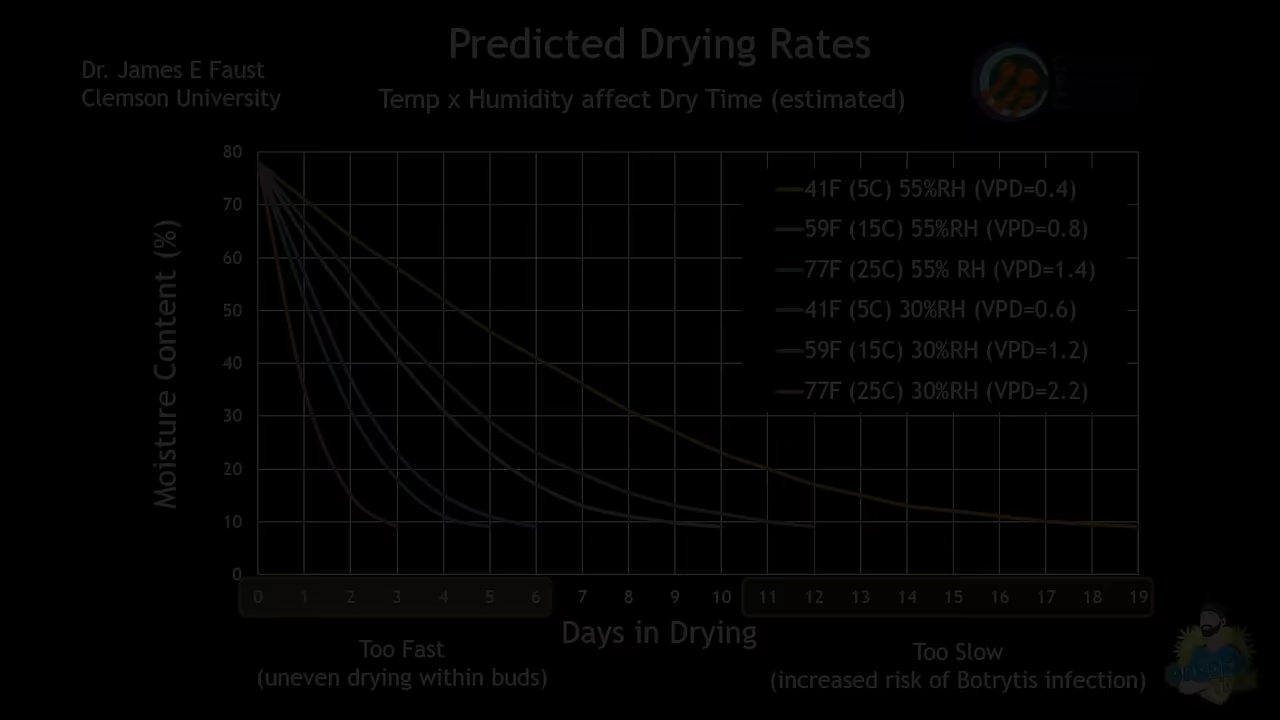 Predicted Drying Rates
Dr. James E Faust
Clemson University
Temp x Humidity affect Dry Time (estimated)
80
70
60
50
40
30
20
10
0
Moisture Content (%)
41F (5C) 55%RH (VPD=0.4)
59F (15C) 55%RH (VPD=0.8)
77F (25C) 55% RH (VPD=1.4)
41F (5C) 30%RH (VPD=0.6)
59F (15C) 30%RH (VPD=1.2)
77F (25C) 30%RH (VPD=2.2)
0 1 2 3 4 5 6 7 8 9 10 11 12 13 14 15 16 17 18 19
Days in Drying
Too Fast
(uneven drying within buds)
Too Slow
(increased risk of Botrytis infection)